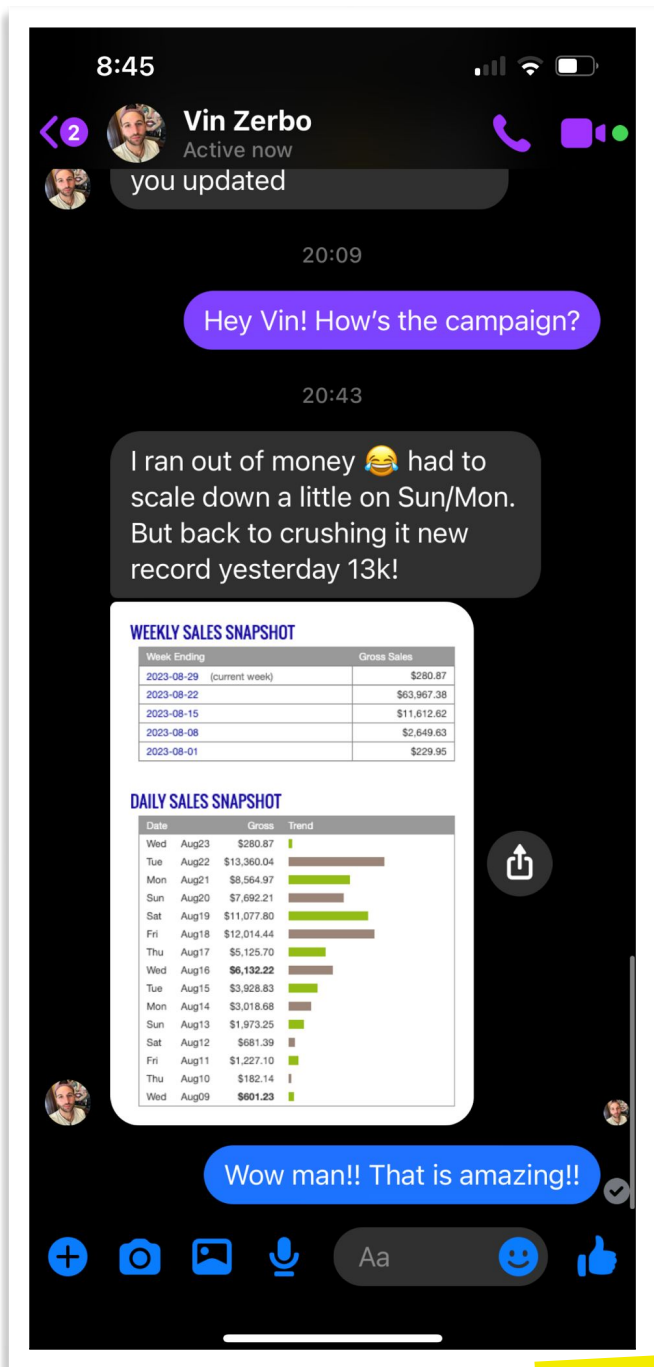 8:45
2
Vin Zerbo
Active now
you updated
20:09
Hey Vin! How's the campaign?
20:43
I ran out of money 😂 had to
scale down a little on Sun/Mon.
But back to crushing it new
record yesterday 13k!
WEEKLY SALES SNAPSHOT
Week Ending Gross Sales
2023-08-29 (current week) $280.87
2023-08-22 $63,967.38
2023-08-15 $11,612.62
2023-08-08 $2,649.63
2023-08-01 $229.95
DAILY SALES SNAPSHOT
Date Gross Trend
Wed Aug23 $280.87
Tue Aug22 $13,360.04
Mon Aug21 $8,564.97
Sun Aug20 $7,692.21
Sat Aug19 $11,077.80
Fri Aug18 $12,014.44
Thu Aug17 $5,125.70
Wed Aug16 $6,132.22
Tue Aug15 $3,928.83
Mon Aug14 $3,018.68
Sun Aug13 $1,973.25
Sat Aug12 $681.39
Fri Aug11 $1,227.10
Thu Aug10 $182.14
Wed Aug09 $601.23
Wow man!! That is amazing!!
Aa